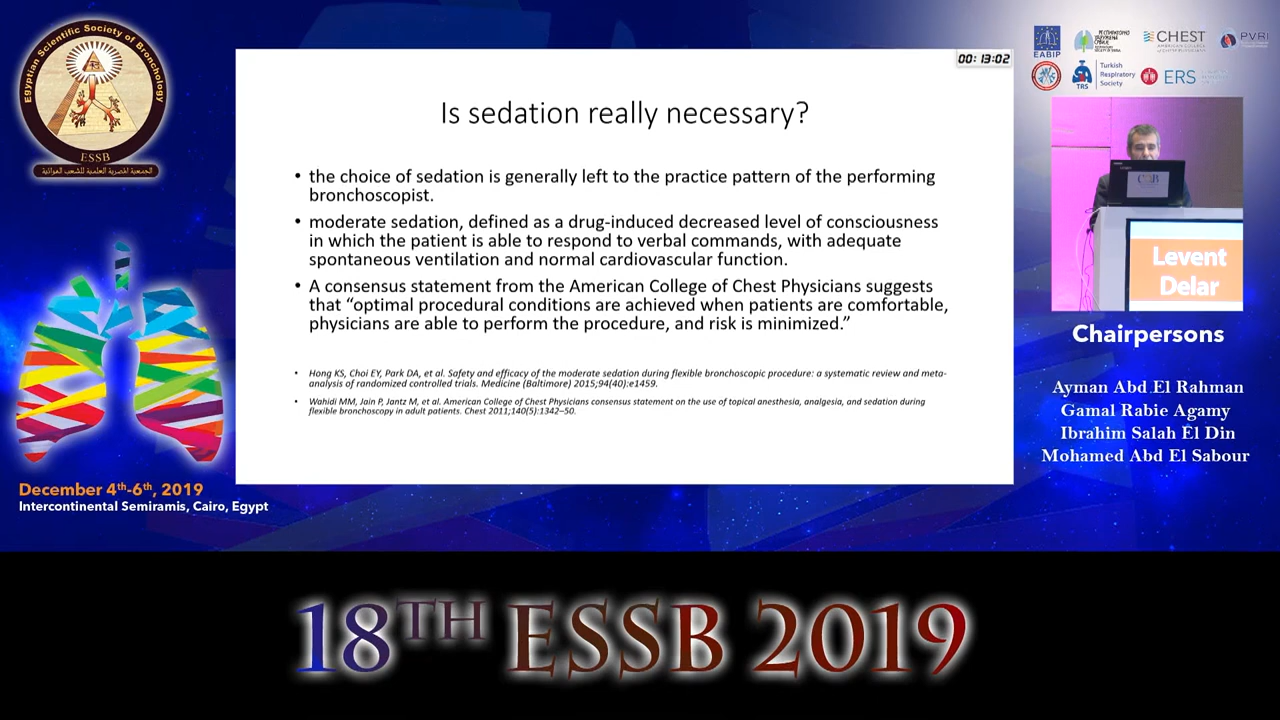 Egyptian Scientific Society of Bronchology
ESSB
الجمعية المصرية العلمية للشعب الهوائية
December 4th-6th, 2019
Intercontinental Semiramis, Cairo, Egypt
00: 13:02
Is sedation really necessary?
• the choice of sedation is generally left to the practice pattern of the performing
bronchoscopist.
• moderate sedation, defined as a drug-induced decreased level of consciousness
in which the patient is able to respond to verbal commands, with adequate
spontaneous ventilation and normal cardiovascular function.
• A consensus statement from the American College of Chest Physicians suggests
that “optimal procedural conditions are achieved when patients are comfortable,
physicians are able to perform the procedure, and risk is minimized.”
• Hong KS, Choi EY, Park DA, et al. Safety and efficacy of the moderate sedation during flexible bronchoscopic procedure: a systematic review and meta-
analysis of randomized controlled trials. Medicine (Baltimore) 2015;94(40):e1459.
• Wahidi MM, Jain P, Jantz M, et al. American College of Chest Physicians consensus statement on the use of topical anesthesia, analgesia, and sedation during
flexible bronchoscopy in adult patients. Chest 2011;140(5):1342–50.
EABIP
CHEST
PVRI
TRS
Turkish
Respiratory
Society
ERS
Levent
Delar
Chairpersons
Ayman Abd El Rahman
Gamal Rabie Agamy
Ibrahim Salah El Din
Mohamed Abd El Sabour
18TH ESSB 2019